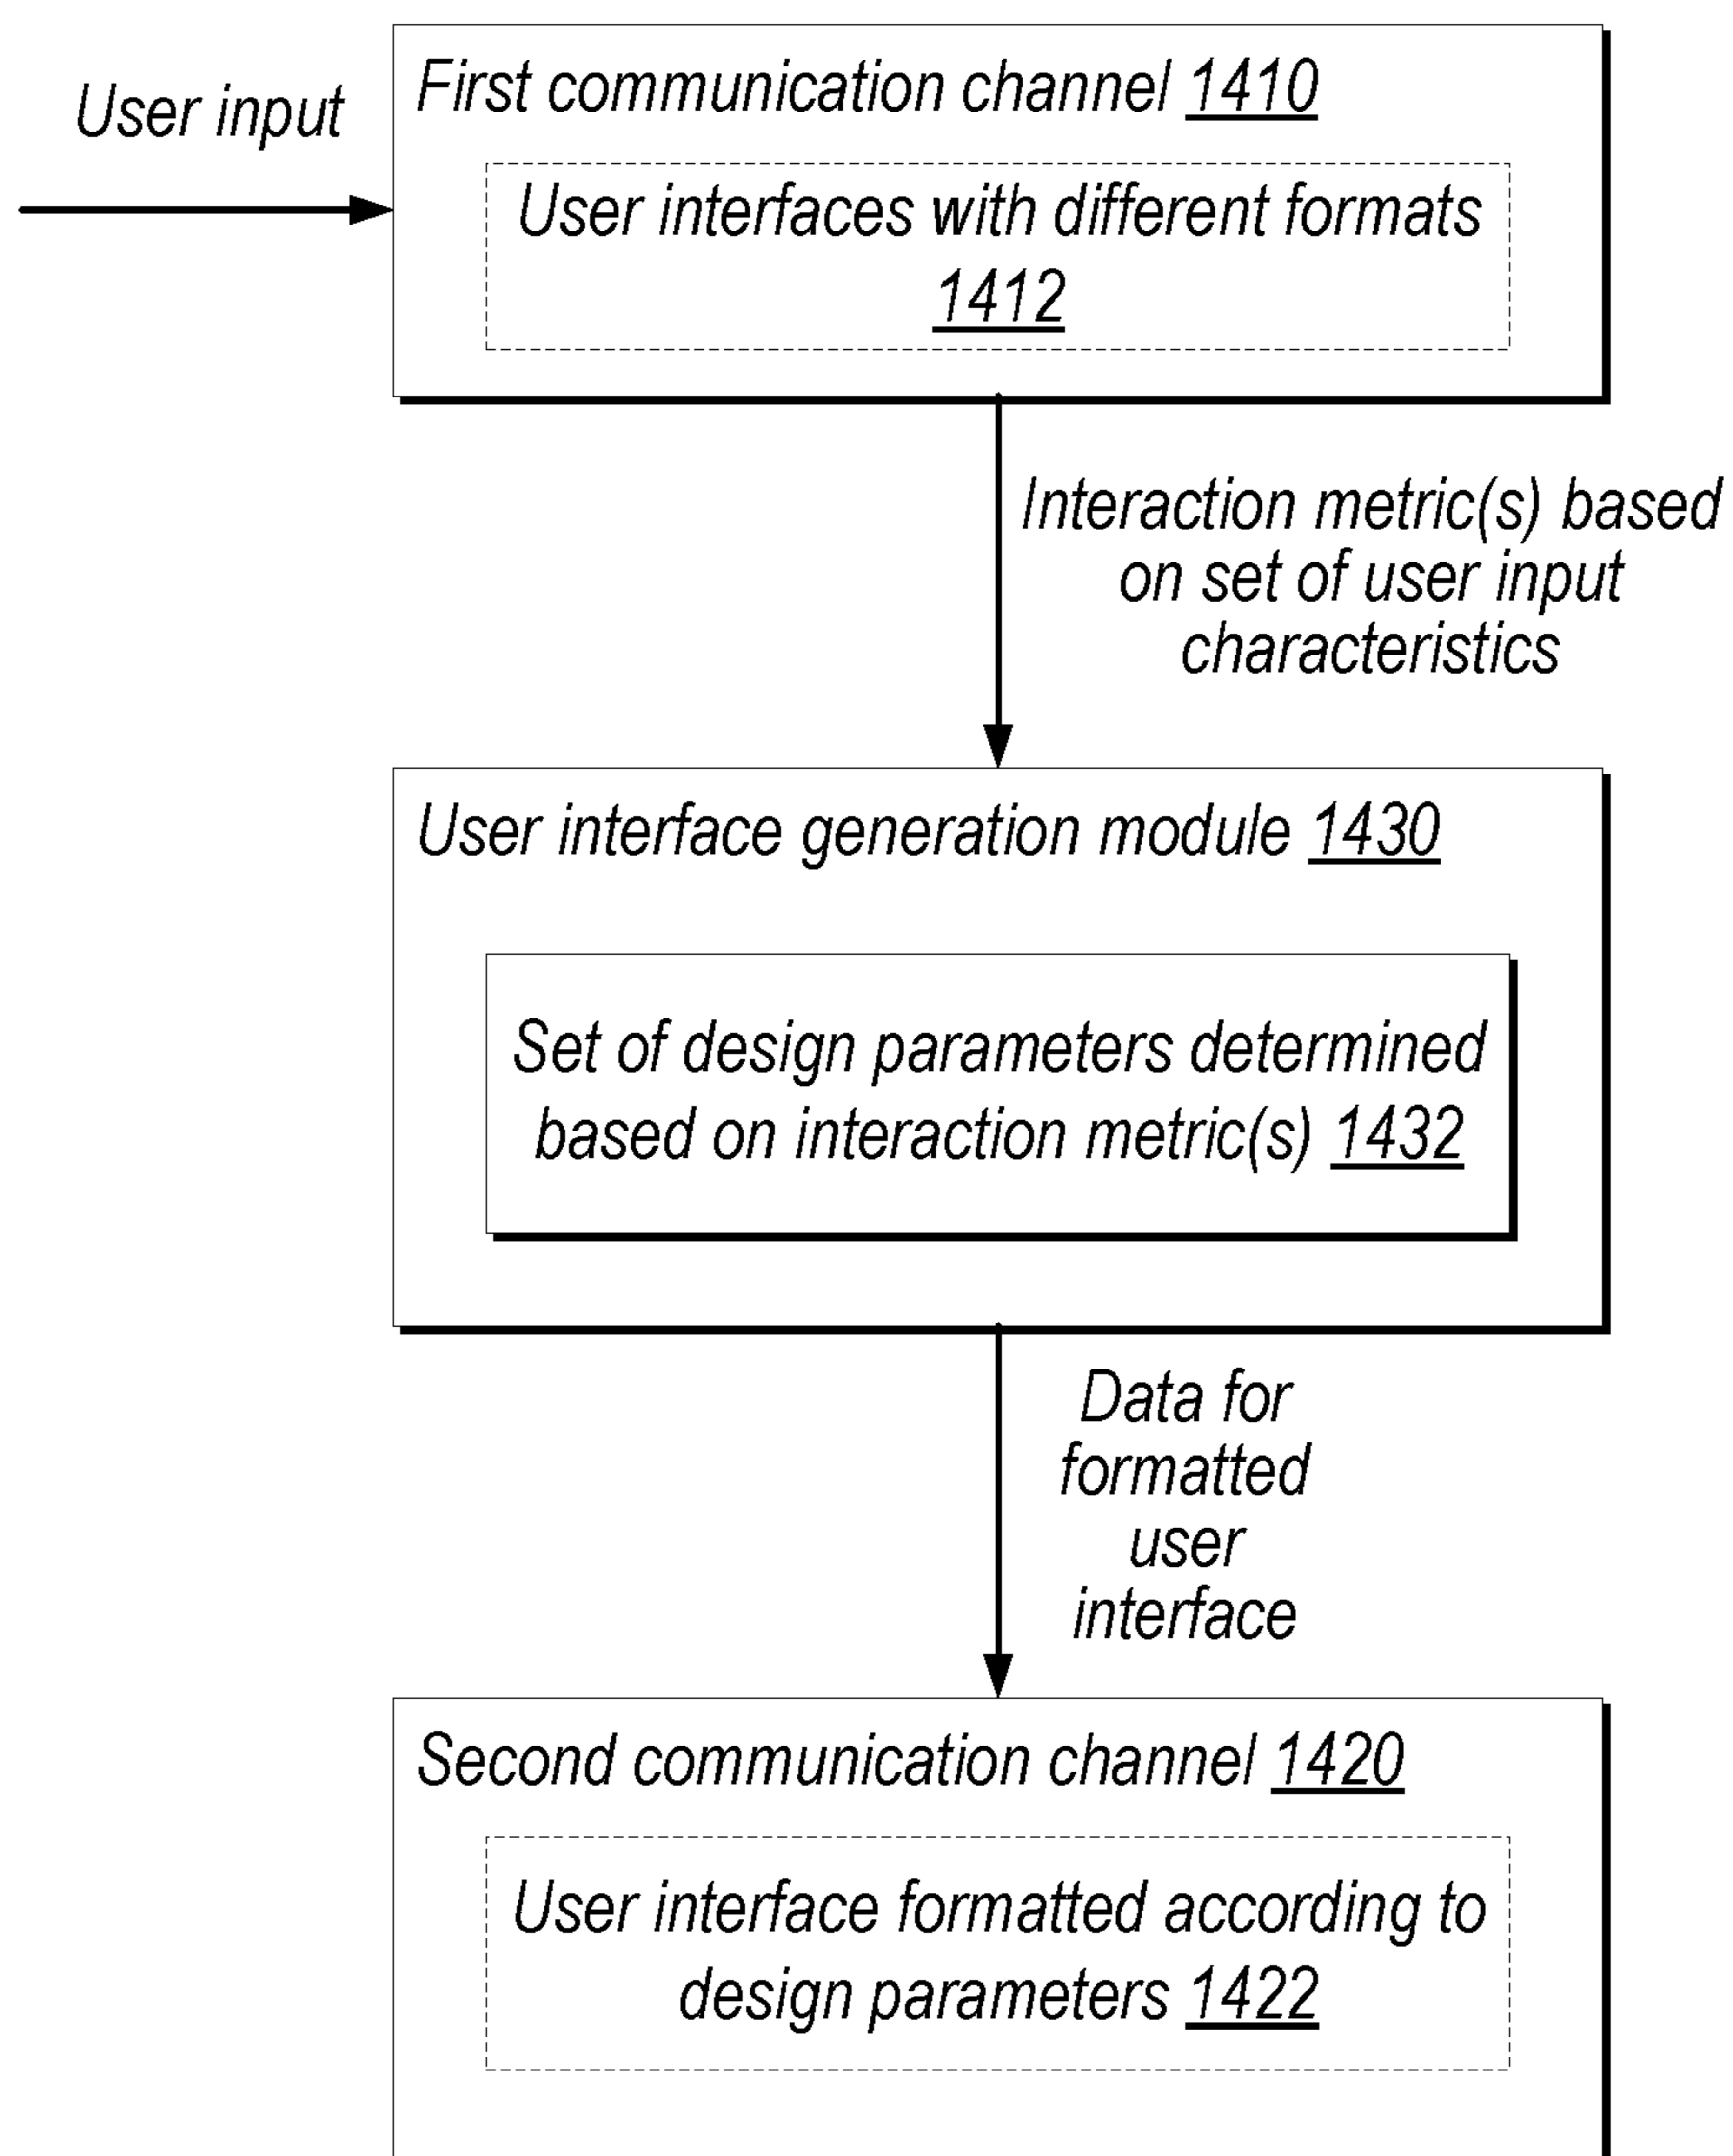 User input
First communication channel 1410
User interfaces with different formats
1412
Interaction metric(s) based
on set of user input
characteristics
User interface generation module 1430
Set of design parameters determined
based on interaction metric(s) 1432
Data for
formatted
user
interface
Second communication channel 1420
User interface formatted according to
design parameters 1422